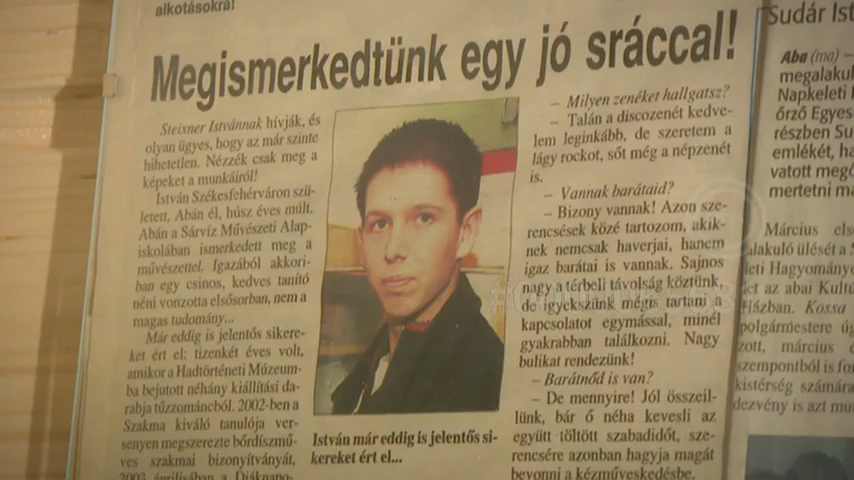 alkotásokra!
Megismerkedtünk egy jó sráccal!
Steixner Istvánnak hívják, és
olyan ügyes, hogy az már szinte
hihetetlen. Nézzék csak meg a
képeket a munkáiról!
István Székesfehérváron szü-
letett, Abán él, húsz éves múlt.
Abán a Sárvíz Művészeti Alap-
iskolában ismerkedett meg a
művészettel. Igazából akkori-
ban egy csinos, kedves tanító
néni vonzotta elsősorban, nem a
magas tudomány...
Már eddig is jelentős sikere-
ket ért el: tizenkét éves volt,
amikor a Hadtörténeti Múzeum-
ba bejutott néhány kiállítási da-
rabja tűzzománcból. 2002-ben a
Szakma kiváló tanulója ver-
senyen megszerezte bőrdíszmű-
ves szakmai bizonyítványát,
2003 áprilisában a Diáknapo-
István már eddig is jelentős si-
kereket ért el...
– Milyen zenéket hallgatsz?
– Talán a discozenét kedve-
lem leginkább, de szeretem a
lágy rockot, sőt még a népzenét
is.
– Vannak barátaid?
– Bizony vannak! Azon sze-
rencsések közé tartozom, akik-
nek nemcsak haverjai, hanem
igaz barátai is vannak. Sajnos
nagy a térbeli távolság köztünk,
de igyekszünk mégis tartani a
kapcsolatot egymással, minél
gyakrabban találkozni. Nagy
bulikat rendezünk!
– Barátnőd is van?
– De mennyire! Jól összeil-
lünk, bár ő néha kevesli az
együtt töltött szabadidőt, sze-
rencsére azonban hagyja magát
bevonni a kézműveskedésbe.
Sudár Ist
Aba (ma) –
megalakul
Napkeleti
őrző Egyes
részben Su
emlékét, ha
vatott megő
mertetni ma
Március els
alakuló ülését a S
leti Hagyomány
ket az abai Kultú
Házban. Kossa
polgármestere úg
zott, március
szempontból is fon
kistérség számára
dezvény is azt mut